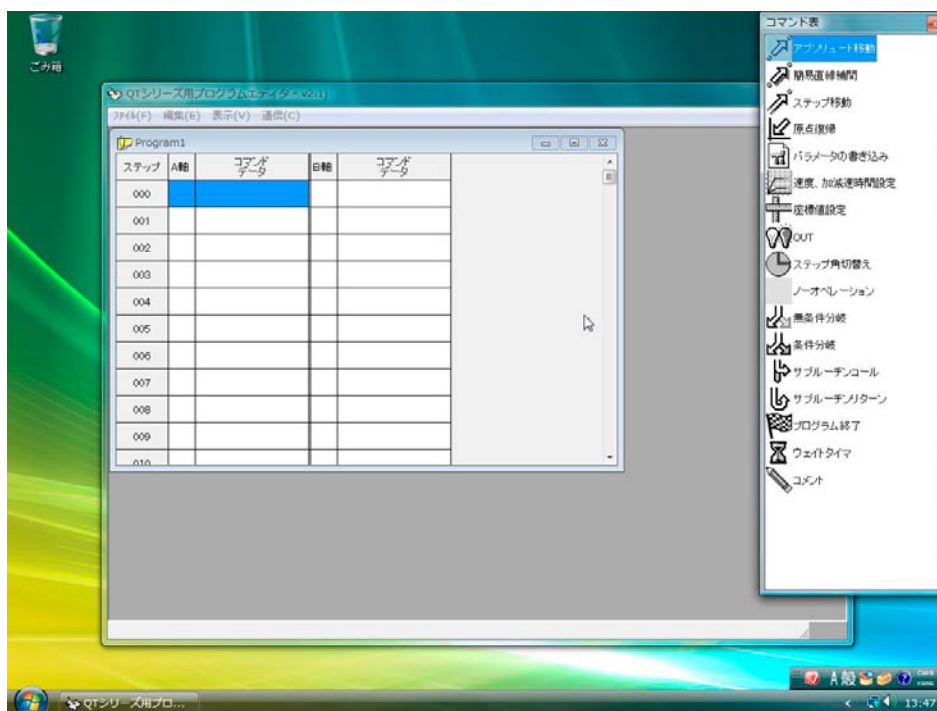 ごみ箱
QTシリーズ用プログラムエディタ - V2.1J
ファイル(F) 編集(E) 表示(V) 通信(C)
Program1
ステップ A軸 コマンド データ B軸 コマンド データ
000
001
002
003
004
005
006
007
008
009
010
コマンド表
アブソリュート移動
簡易直線補間
ステップ移動
原点復帰
パラメータの書き込み
速度、加減速時間設定
座標値設定
OUT
ステップ角切替え
ノーオペレーション
無条件分岐
条件分岐
サブルーチンコール
サブルーチンリターン
プログラム終了
ウェイトタイマ
コメント
A 般
CAPS
KANA
QTシリーズ用プロ...
13:47